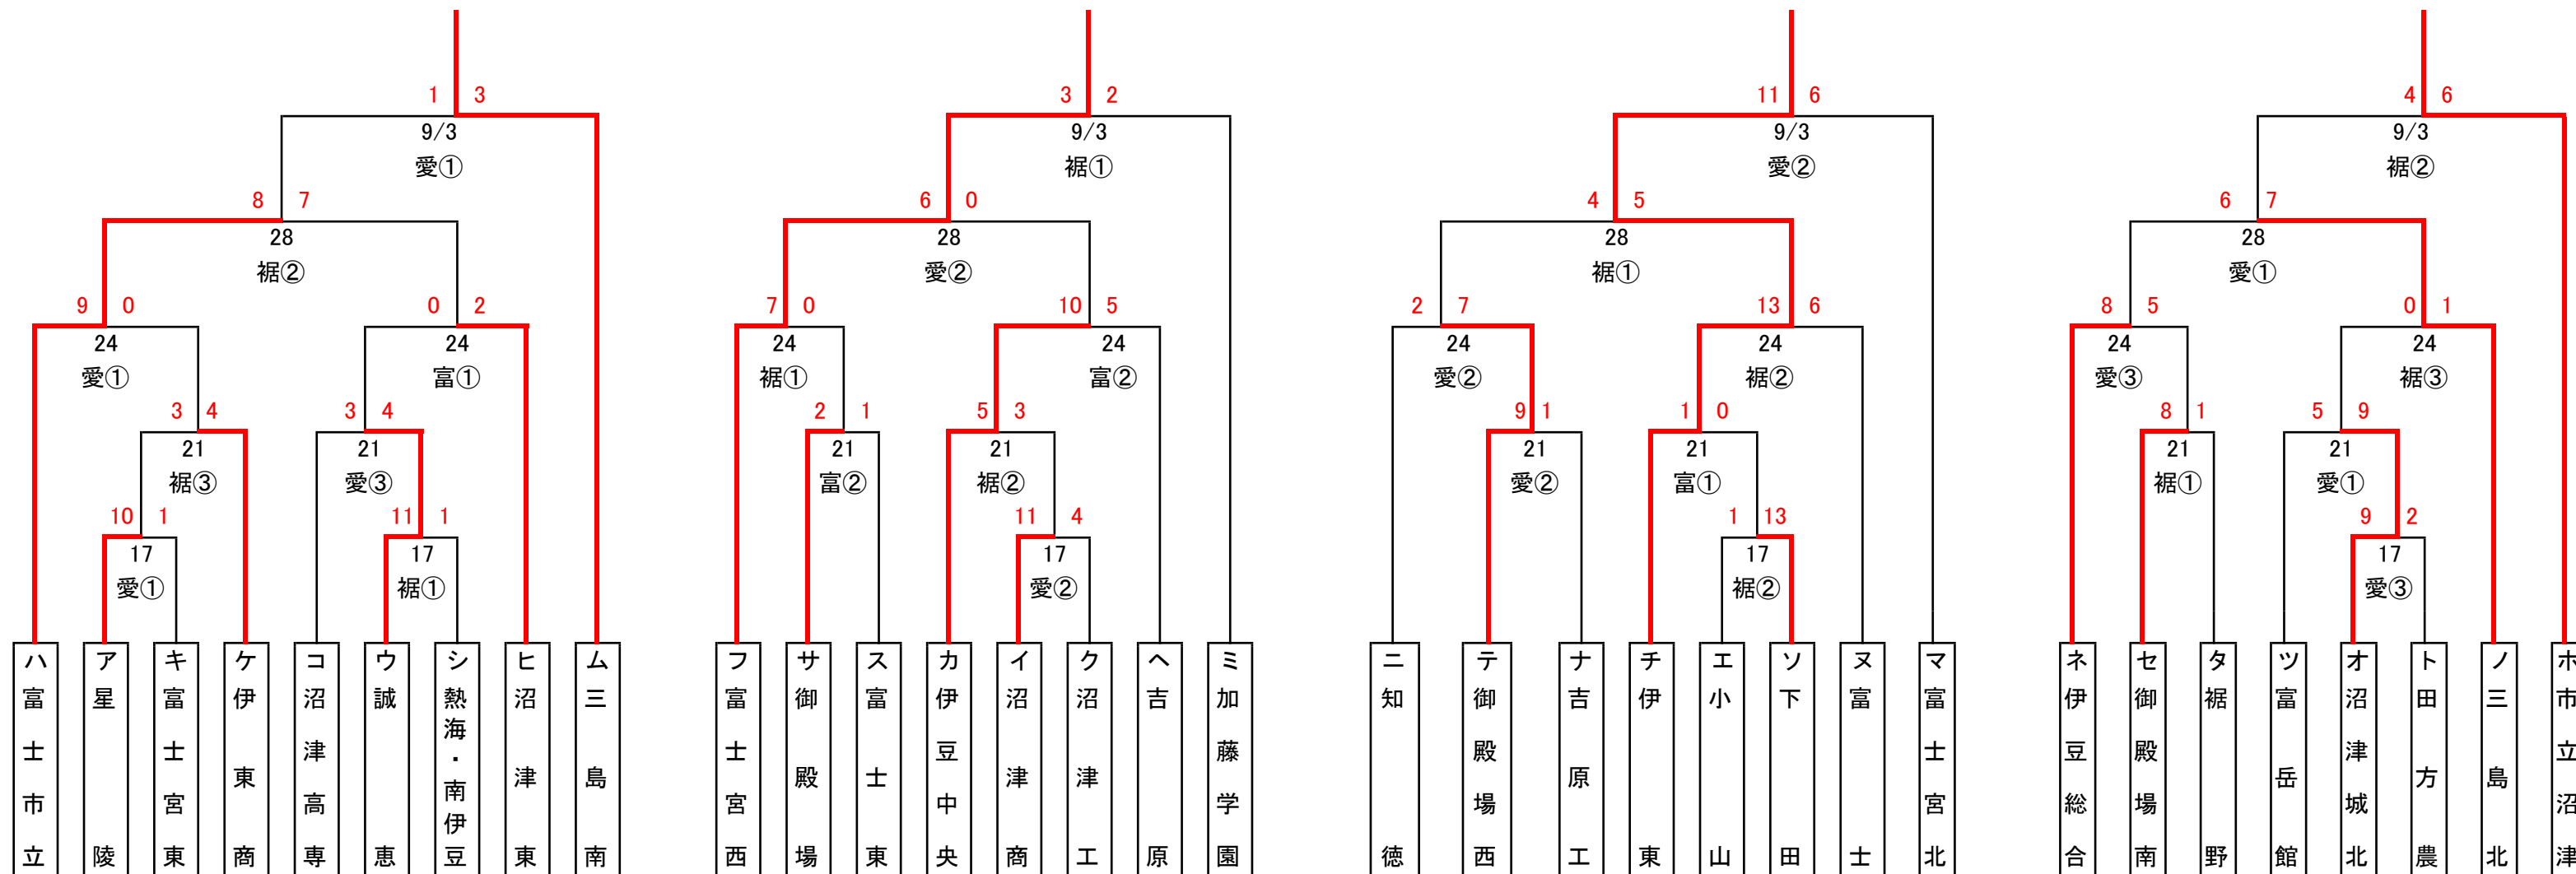 1 3
3 2
11 6
4 6
9/3
9/3
9/3
9/3
愛①
裾①
愛②
裾②
8 7
6 0
4 5
6 7
28
28
28
28
裾②
愛②
裾①
愛①
9 0
0 2
7 0
10 5
2 7
13 6
8 5
0 1
24
24
24
24
24
24
24
24
愛①
富①
裾①
富②
愛②
裾②
愛③
裾③
3 4
3 4
2 1
5 3
9 1
1 0
8 1
5 9
21
21
21
21
21
21
21
21
裾③
愛③
富②
裾②
愛②
富①
裾①
愛①
10 1
11 1
11 4
1 13
9 2
17
17
17
17
17
愛①
裾①
愛②
裾②
愛③
ハ富士市立
ア星陵
キ富士宮東
ケ伊東商
コ沼津高専
ウ誠恵
シ熱海・南伊豆
ヒ沼津東
ム三島南
フ富士宮西
サ御殿場
ス富士東
カ伊豆中央
イ沼津商
ク沼津工
ヘ吉原
ミ加藤学園
ニ知徳
テ御殿場西
ナ吉原工
チ伊東
エ小山
ソ下田
ヌ富士
マ富士宮北
ネ伊豆総合
セ御殿場南
タ裾野
ツ富岳館
オ沼津城北
ト田方農
ノ三島北
ホ市立沼津